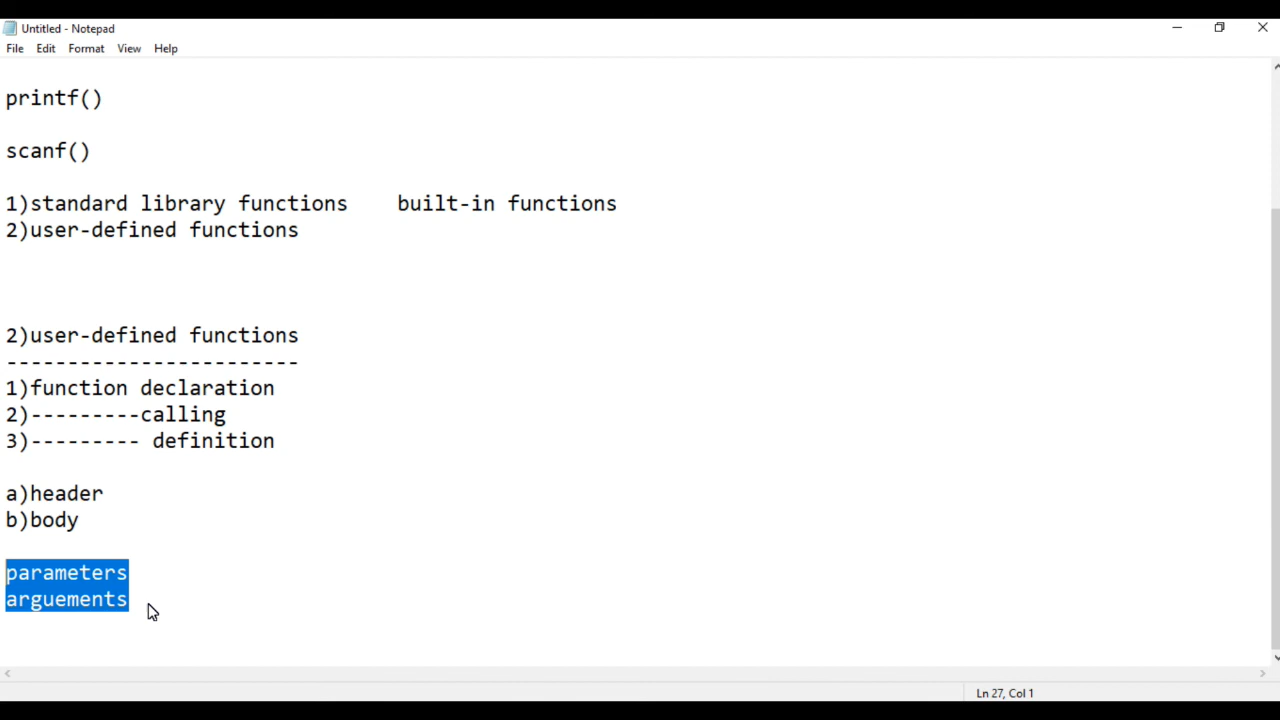 Untitled - Notepad
File Edit Format View Help
printf()
scanf()
1)standard library functions    built-in functions
2)user-defined functions
2)user-defined functions
------------------------
1)function declaration
2)---------calling
3)--------- definition
a)header
b)body
parameters
arguements
Ln 27, Col 1